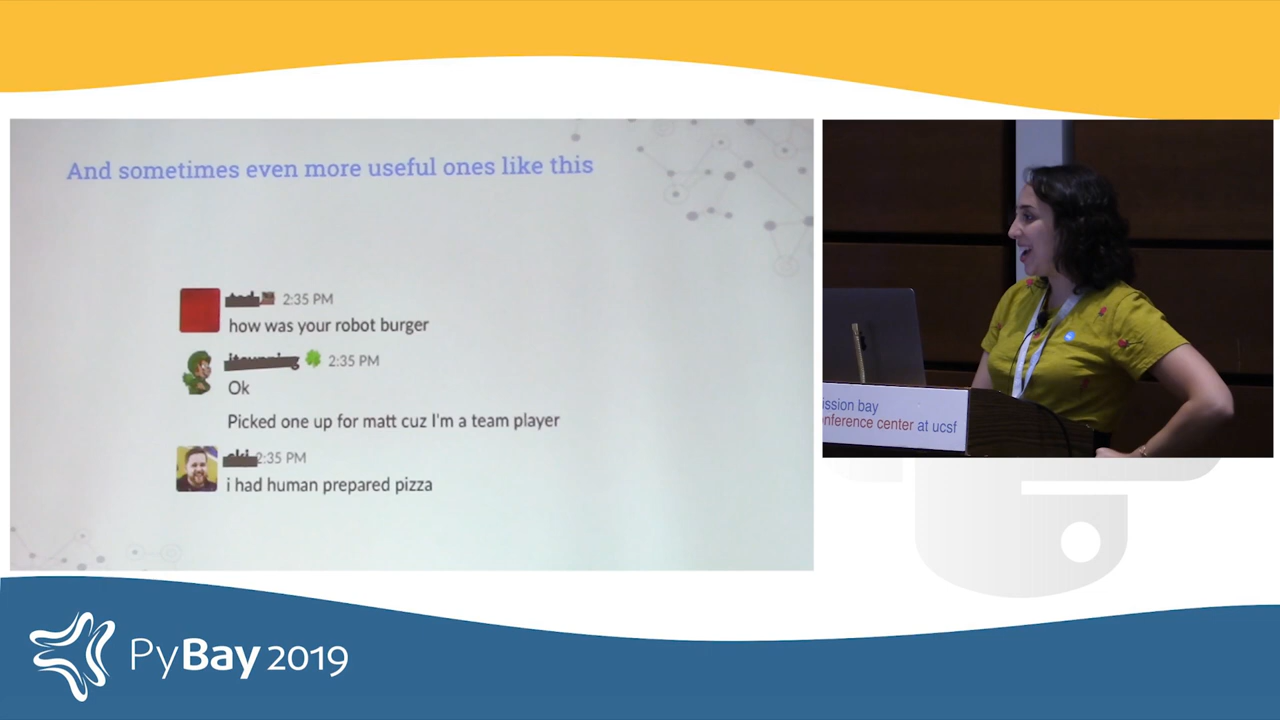 And sometimes even more useful ones like this
2:35 PM
how was your robot burger
2:35 PM
Ok
Picked one up for matt cuz I'm a team player
2:35 PM
i had human prepared pizza
ission bay
onference center at ucsf
PyBay 2019